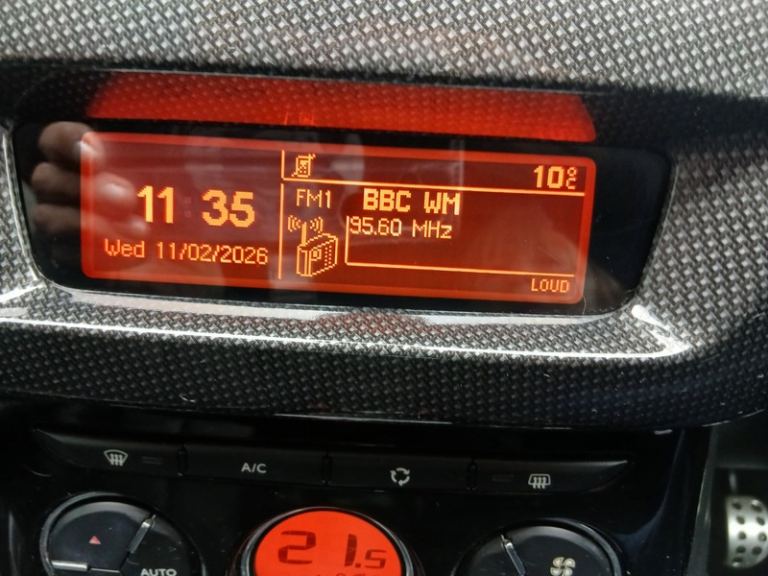 10°C
11:35
FM1
BBC WM
95.60 MHz
Wed 11/02/2026
LOUD
A/C
21.5
AUTO